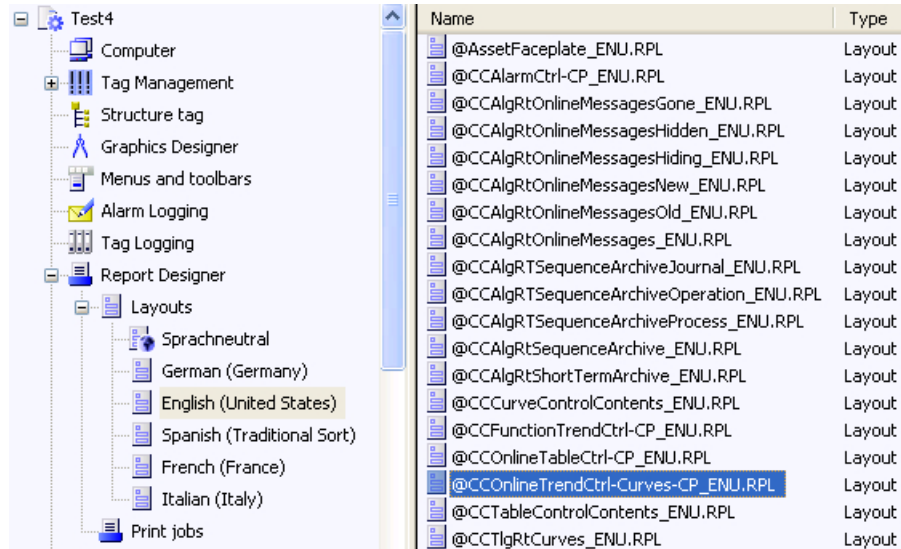 Test4
Computer
Tag Management
Structure tag
Graphics Designer
Menus and toolbars
Alarm Logging
Tag Logging
Report Designer
Layouts
Sprachneutral
German (Germany)
English (United States)
Spanish (Traditional Sort)
French (France)
Italian (Italy)
Print jobs
Name Type
@AssetFaceplate_ENU.RPL Layout
@CCAlarmCtrl-CP_ENU.RPL Layout
@CCAlgRtOnlineMessagesGone_ENU.RPL Layout
@CCAlgRtOnlineMessagesHidden_ENU.RPL Layout
@CCAlgRtOnlineMessagesHiding_ENU.RPL Layout
@CCAlgRtOnlineMessagesNew_ENU.RPL Layout
@CCAlgRtOnlineMessagesOld_ENU.RPL Layout
@CCAlgRtOnlineMessages_ENU.RPL Layout
@CCAlgRTSequenceArchiveJournal_ENU.RPL Layout
@CCAlgRTSequenceArchiveOperation_ENU.RPL Layout
@CCAlgRTSequenceArchiveProcess_ENU.RPL Layout
@CCAlgRtSequenceArchive_ENU.RPL Layout
@CCAlgRtShortTermArchive_ENU.RPL Layout
@CCCurveControlContents_ENU.RPL Layout
@CCFunctionTrendCtrl-CP_ENU.RPL Layout
@CCOnlineTableCtrl-CP_ENU.RPL Layout
@CCOnlineTrendCtrl-Curves-CP_ENU.RPL Layout
@CCTableControlContents_ENU.RPL Layout
@CCTlgRtCurves_ENU.RPL Layout